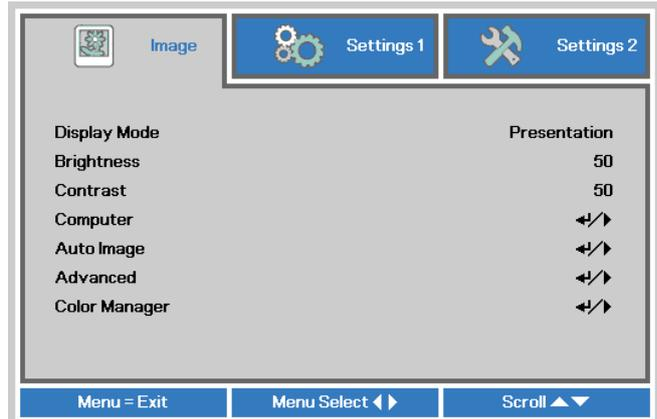 Image Settings 1 Settings 2
Display Mode Presentation
Brightness 50
Contrast 50
Computer
Auto Image
Advanced
Color Manager
Menu = Exit Menu Select Scroll